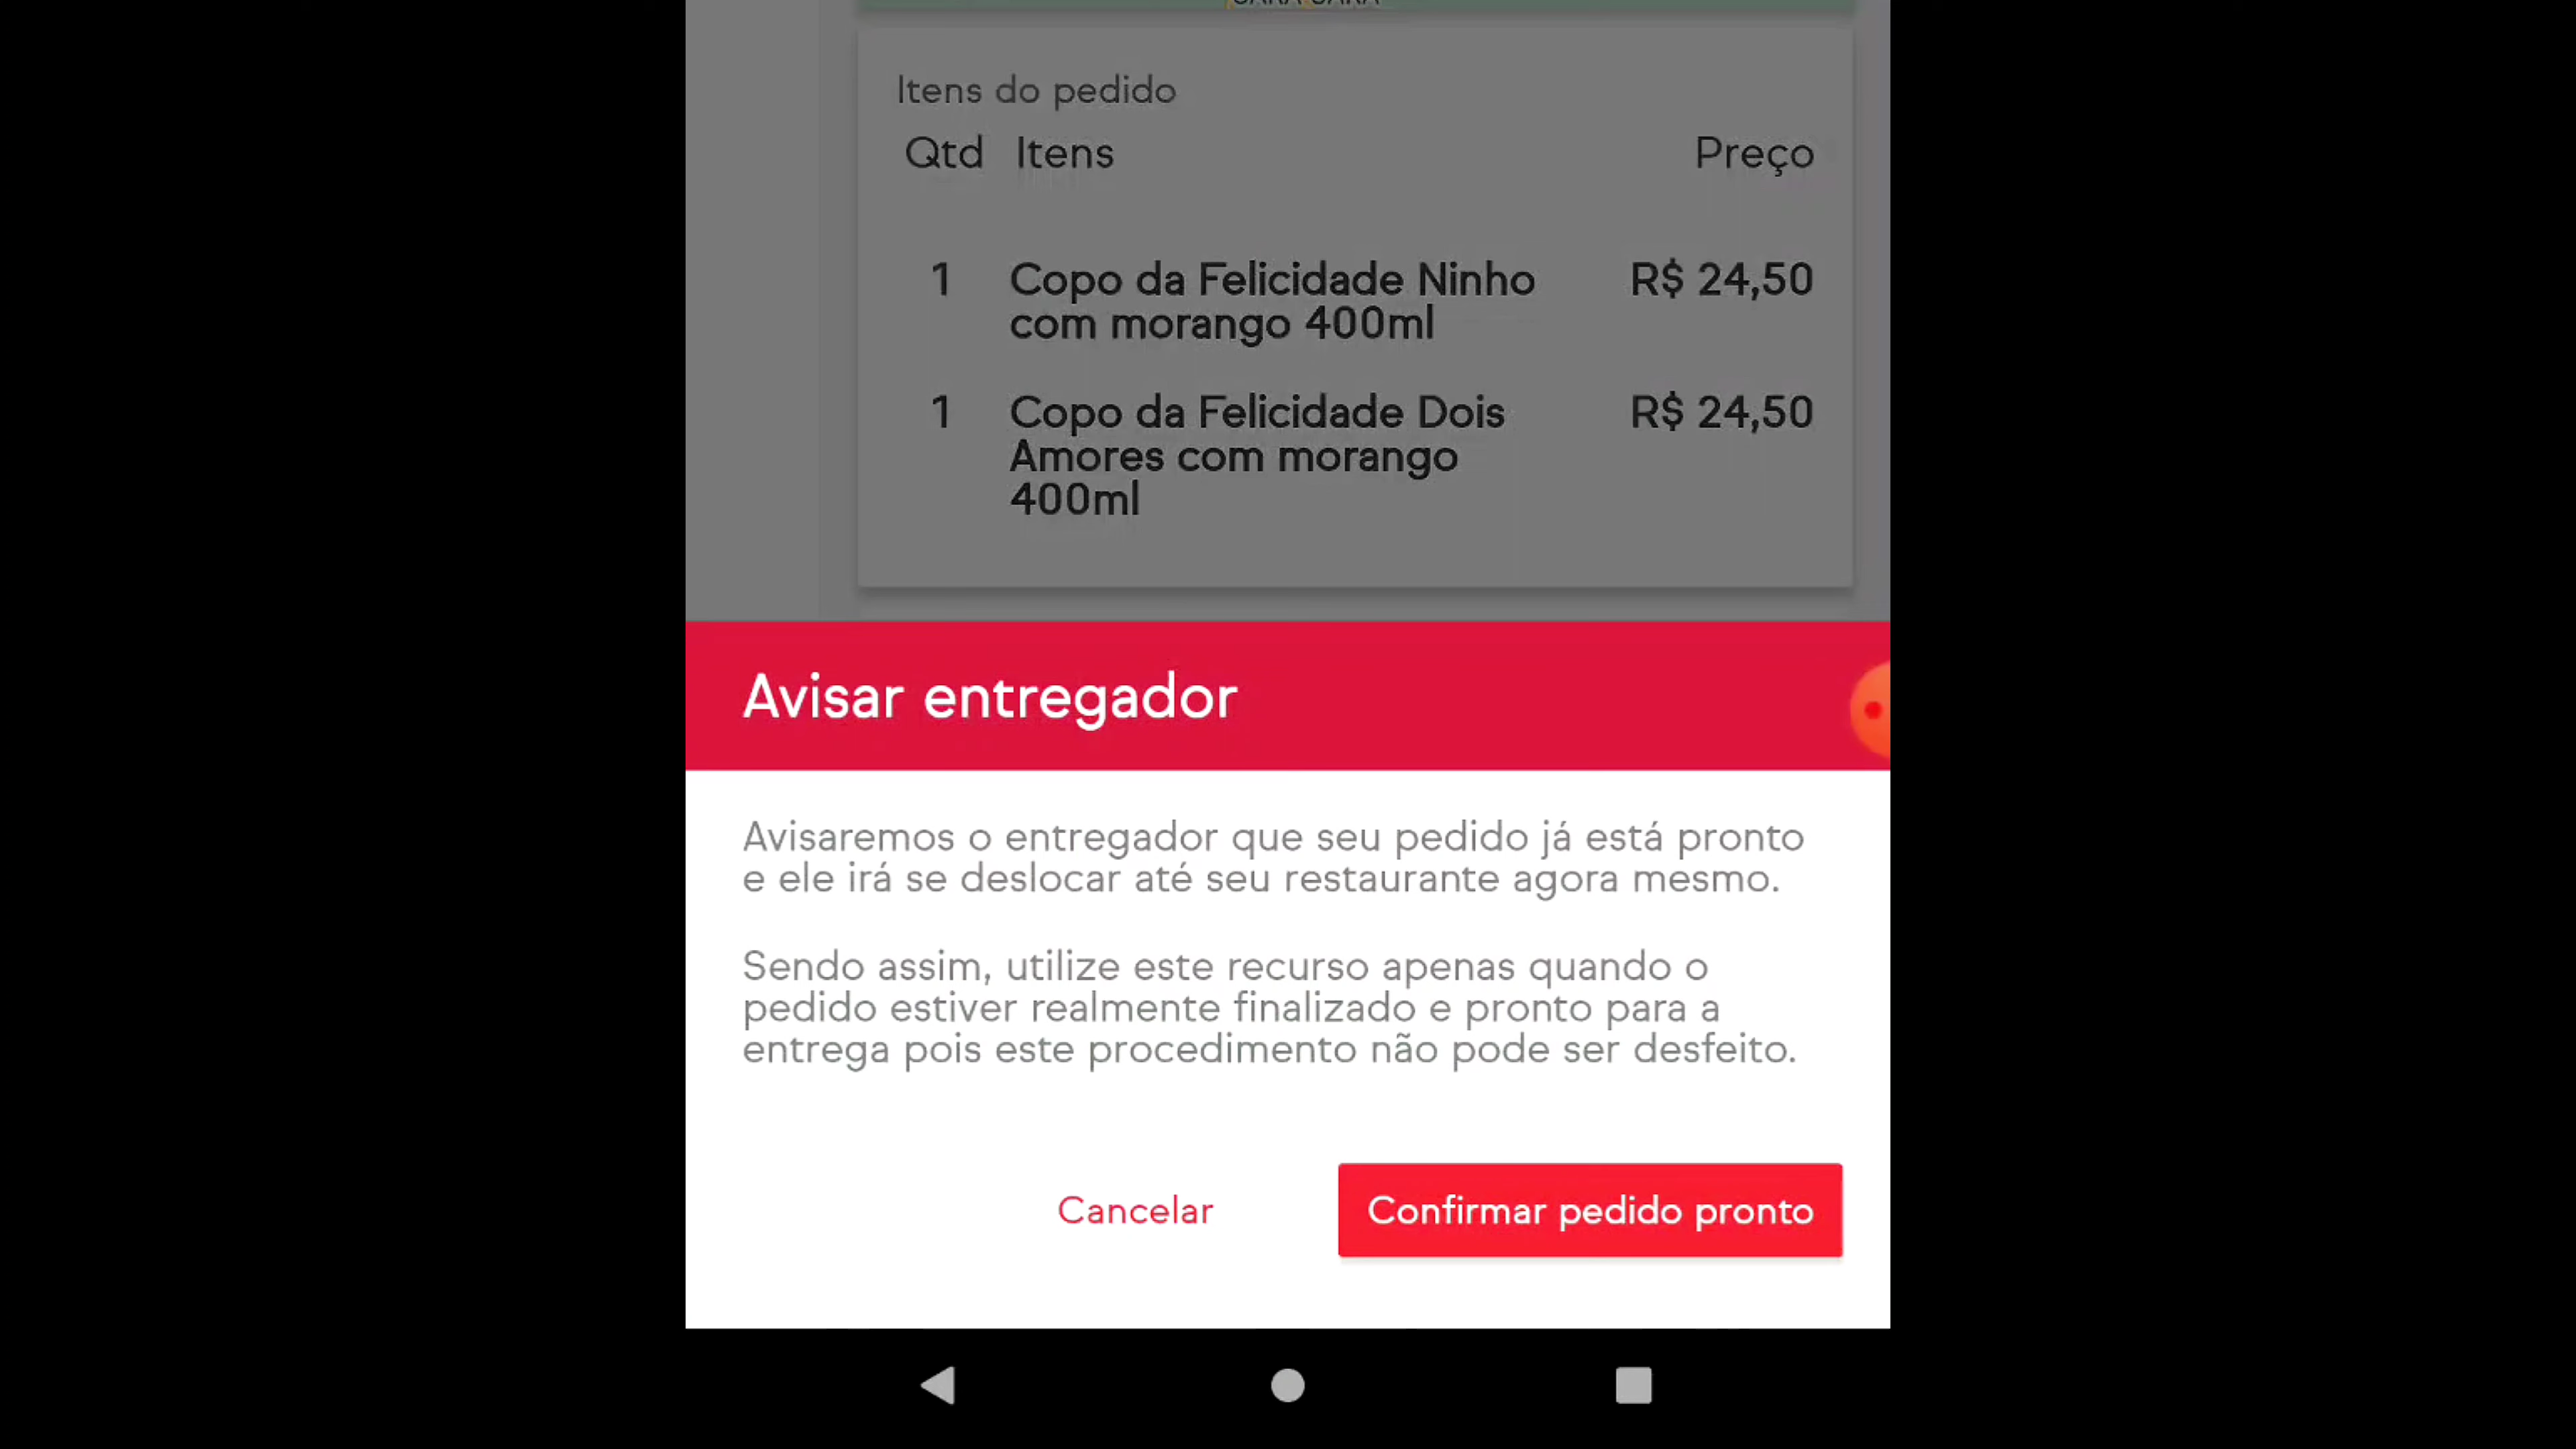 Itens do pedido
Qtd Itens Preço
1 Copo da Felicidade Ninho R$ 24,50
com morango 400ml
1 Copo da Felicidade Dois R$ 24,50
Amores com morango
400ml
Avisar entregador
Avisaremos o entregador que seu pedido já está pronto
e ele irá se deslocar até seu restaurante agora mesmo.
Sendo assim, utilize este recurso apenas quando o
pedido estiver realmente finalizado e pronto para a
entrega pois este procedimento não pode ser desfeito.
Cancelar Confirmar pedido pronto